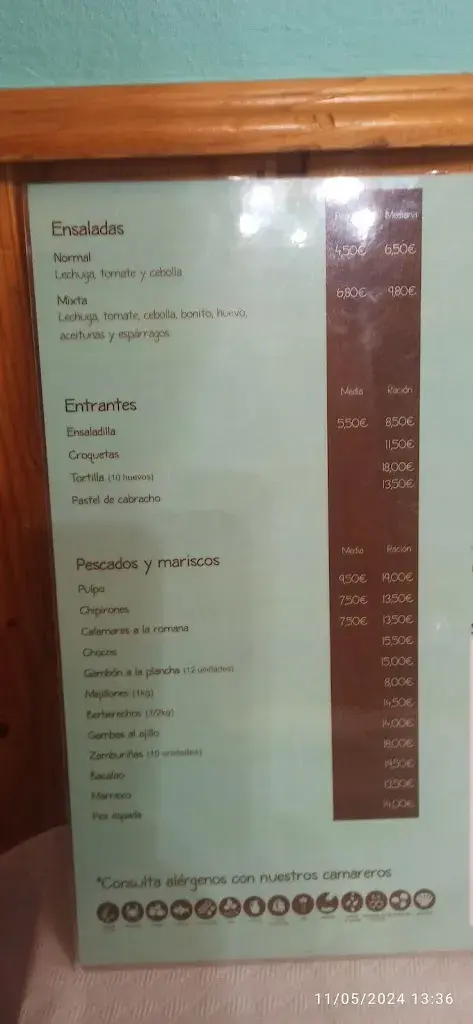 Mediana
Ensaladas
Normal 4,50€ 6,50€
Lechuga, tomate y cebolla
Mixta 6,80€ 9,80€
Lechuga, tomate, cebolla, bonito, huevo,
aceitunas y espárragos
Entrantes Media Ración
Ensaladilla 5,50€ 8,50€
Croquetas 11,50€
Tortilla (10 huevos) 18,00€
Pastel de cabracho 13,50€
Pescados y mariscos Media Ración
Pulpo 9,50€ 19,00€
Chipirones 7,50€ 13,50€
Calamares a la romana 7,50€ 13,50€
Chocos 15,50€
Gambón a la plancha (12 unidades) 15,00€
Mejillones (1kg) 8,00€
Berberechos (1/2kg) 14,50€
Gambas al ajillo 14,00€
Zamburiñas (10 unidades) 18,00€
Bacalao 19,50€
Marrajo
Pez espada 14,00€
*Consulta alérgenos con nuestros camareros
11/05/2024 13:36